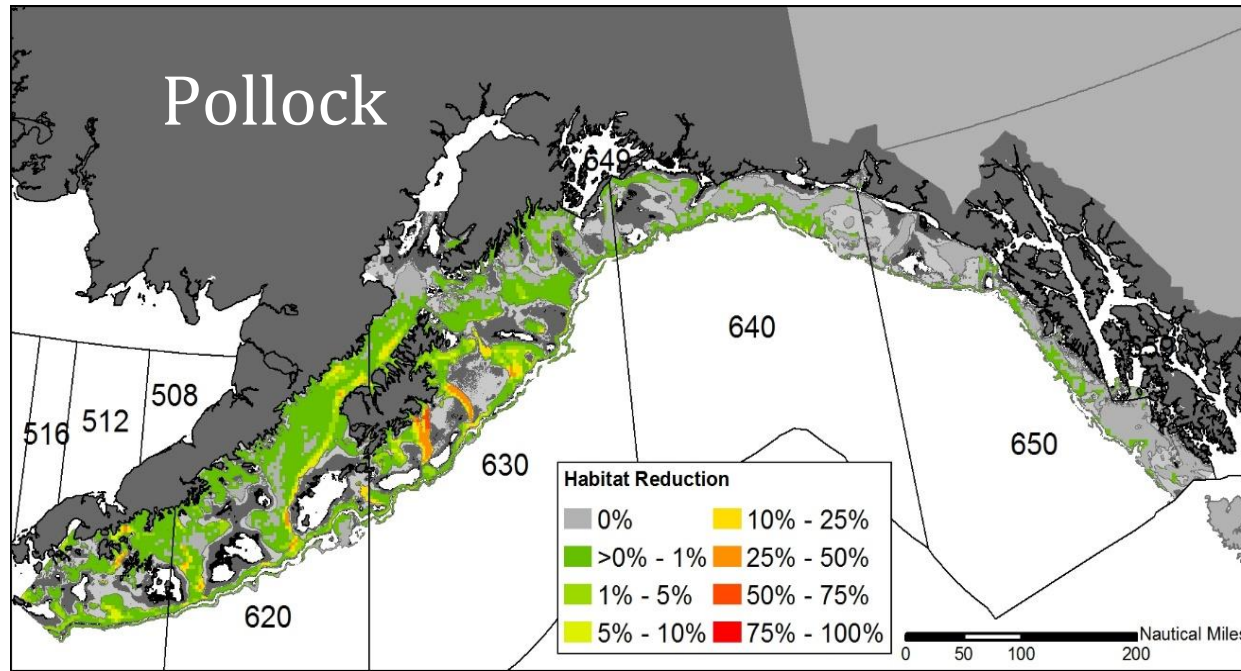 Pollock
649
640
508
512
516
650
630
620
Habitat Reduction
0%
>0% - 1%
1% - 5%
5% - 10%
10% - 25%
25% - 50%
50% - 75%
75% - 100%
Nautical Miles
0 50 100 200